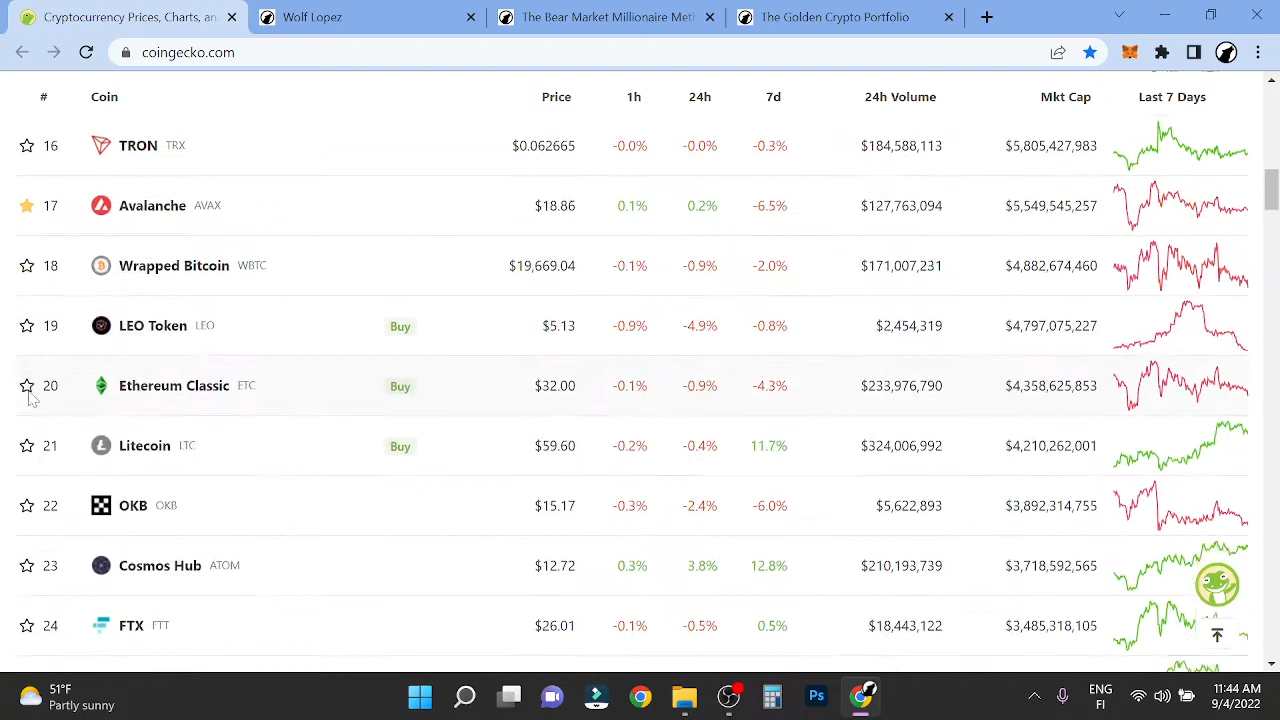 Cryptocurrency Prices, Charts, an
Wolf Lopez
The Bear Market Millionaire Met
The Golden Crypto Portfolio
coingecko.com
# Coin Price 1h 24h 7d 24h Volume Mkt Cap Last 7 Days
16 TRON TRX $0.062665 -0.0% -0.0% -0.3% $184,588,113 $5,805,427,983
17 Avalanche AVAX $18.86 0.1% 0.2% -6.5% $127,763,094 $5,549,545,257
18 Wrapped Bitcoin WBTC $19,669.04 -0.1% -0.9% -2.0% $171,007,231 $4,882,674,460
19 LEO Token LEO Buy $5.13 -0.9% -4.9% -0.8% $2,454,319 $4,797,075,227
20 Ethereum Classic ETC Buy $32.00 -0.1% -0.9% -4.3% $233,976,790 $4,358,625,853
21 Litecoin LTC Buy $59.60 -0.2% -0.4% 11.7% $324,006,992 $4,210,262,001
22 OKB OKB $15.17 -0.3% -2.4% -6.0% $5,622,893 $3,892,314,755
23 Cosmos Hub ATOM $12.72 0.3% 3.8% 12.8% $210,193,739 $3,718,592,565
24 FTX FTT $26.01 -0.1% -0.5% 0.5% $18,443,122 $3,485,318,105
51°F
Partly sunny
Ps
ENG
FI
11:44 AM
9/4/2022